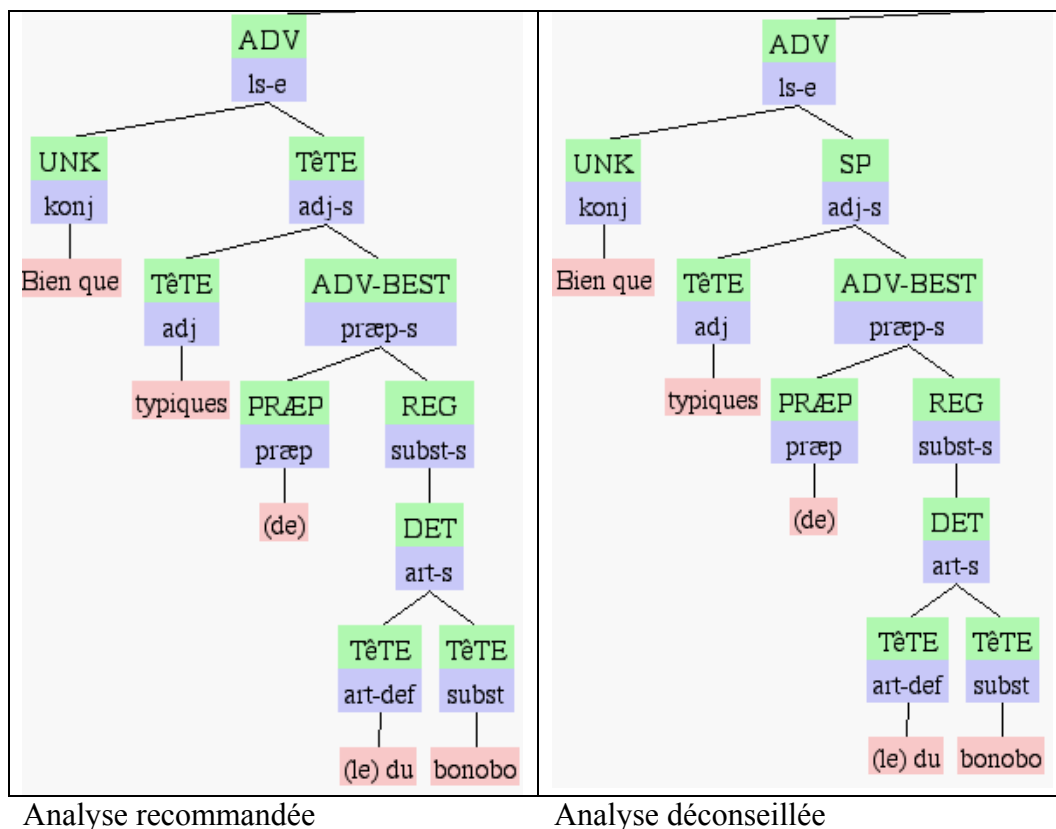 ADV
ls-e
UNK TêTE
konj adj-s
Bien que TêTE ADV-BEST
adj præp-s
typiques PRÆP REG
præp subst-s
(de) DET
art-s
TêTE TêTE
art-def subst
(le) du bonobo
Analyse recommandée
ADV
ls-e
UNK SP
konj adj-s
Bien que TêTE ADV-BEST
adj præp-s
typiques PRÆP REG
præp subst-s
(de) DET
art-s
TêTE TêTE
art-def subst
(le) du bonobo
Analyse déconseillée